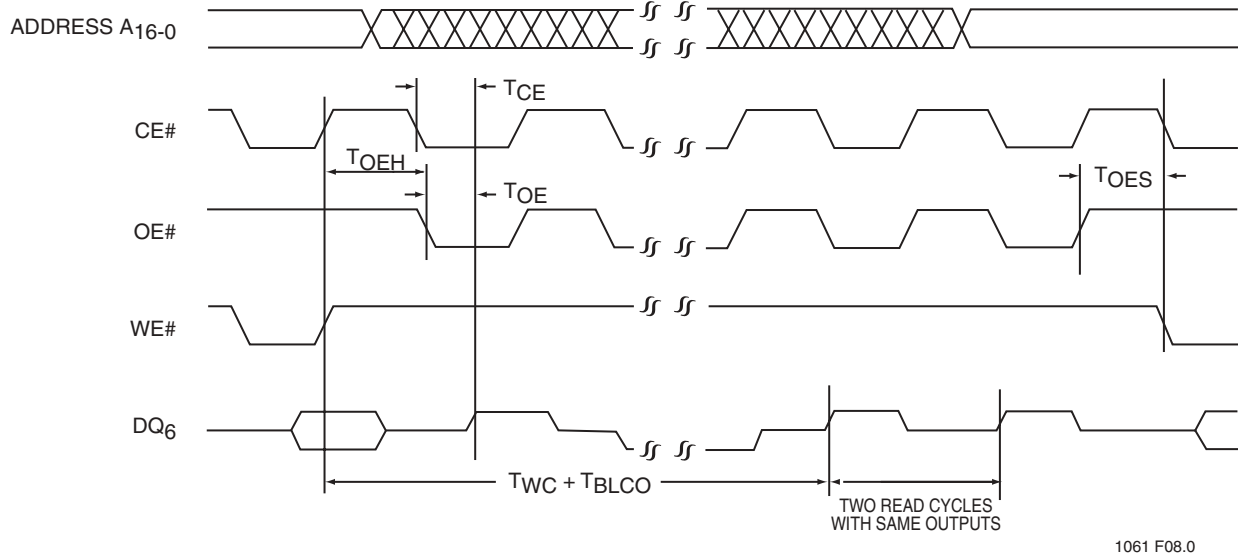 ADDRESS A16-0
TCE
CE#
TOEH
TOE
TOES
OE#
WE#
DQ6
TWC + TBLCO
TWO READ CYCLES
WITH SAME OUTPUTS
1061 F08.0